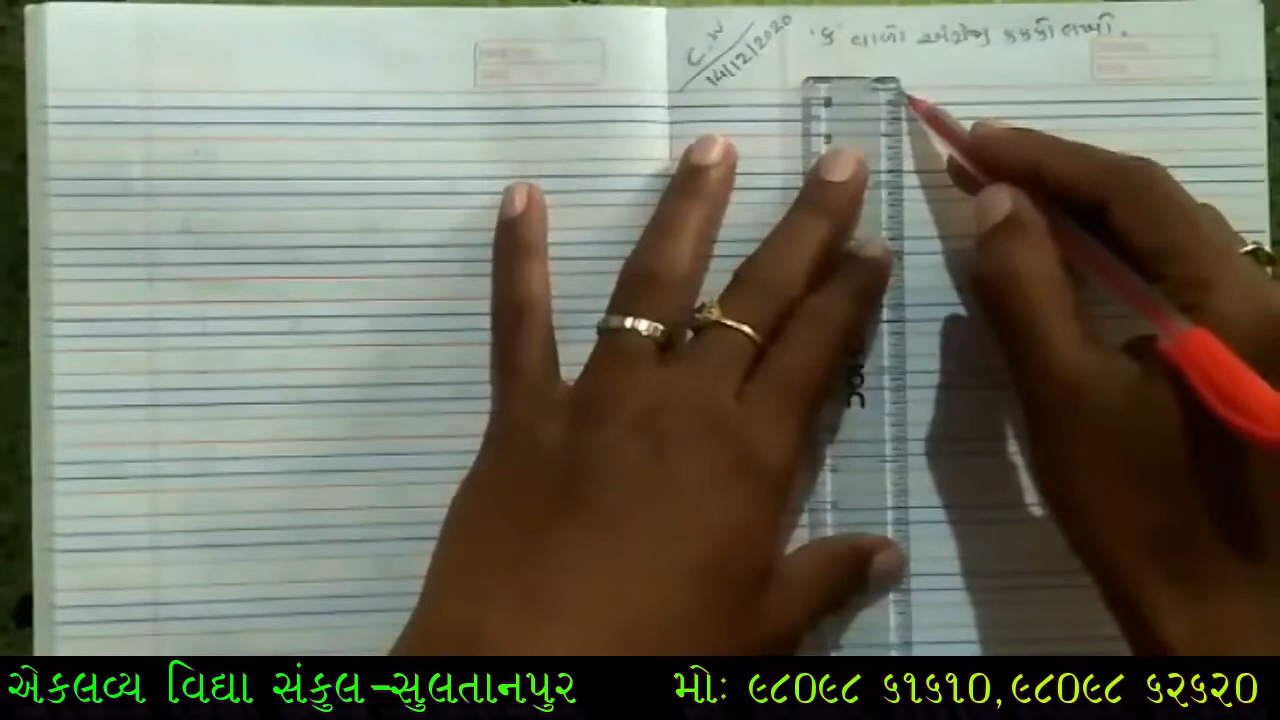 C.W
14/12/2020
'ક' વાળી અંગ્રેજી કક્કો લખો.
એકલવ્ય વિદ્યા સંકુલ-સુલતાનપુર મોઃ ૯૮૦૯૮ ૬૧૬૧૦,૯૮૦૯૮ ૬૨૬૨૦